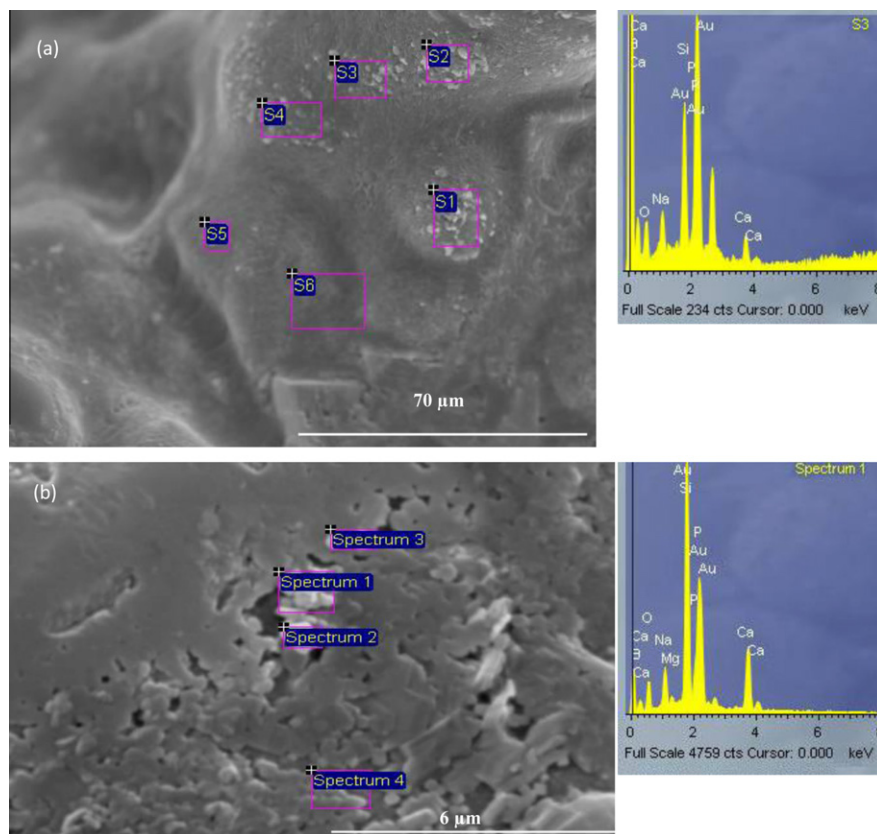 (a)
S2
S3
S4
S1
S5
S6
70 µm
S3
Ca
Au
B
Si
Ca
P
P
Au
Au
Na
O
Ca
Ca
0 2 4 6 8
Full Scale 234 cts Cursor: 0.000 keV
(b)
Spectrum 3
Spectrum 1
Spectrum 2
Spectrum 4
6 µm
Spectrum 1
Au
Si
P
Au
Au
P
O
Ca
Na
Ca
B
Mg
Ca
Ca
0 2 4 6 8
Full Scale 4759 cts Cursor: 0.000 keV